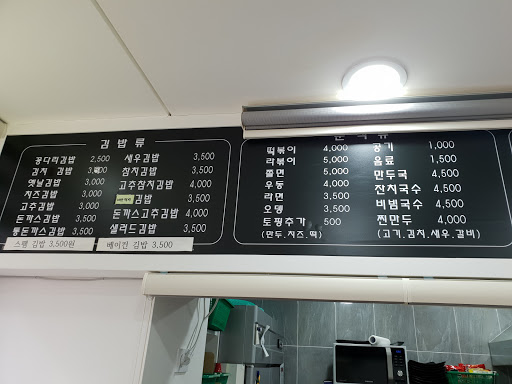 김밥류
꽁다리김밥 2,500
김치 김밥 3,
옛날김밥 3,000
치즈김밥 3,000
고추김밥 3,000
돈까스김밥 3,500
통돈까스김밥 3,500
스팸 김밥 3,500원
새우김밥 3,500
참치김밥 3,500
고추참치김밥 4,000
김밥 3,500
돈까스고추김밥 4,000
샐러드김밥 3,500
베이컨 김밥 3,500
떡볶이 4,000
라볶이 5,000
쫄면 5,000
우동 4,000
라면 3,500
오뎅 3,500
토핑추가 500
(만두.치즈.떡)
공기 1,000
음료 1,500
만두국 4,500
잔치국수 4,500
비빔국수 4,500
찐만두 4,000
(고기.김치.새우.갈비)